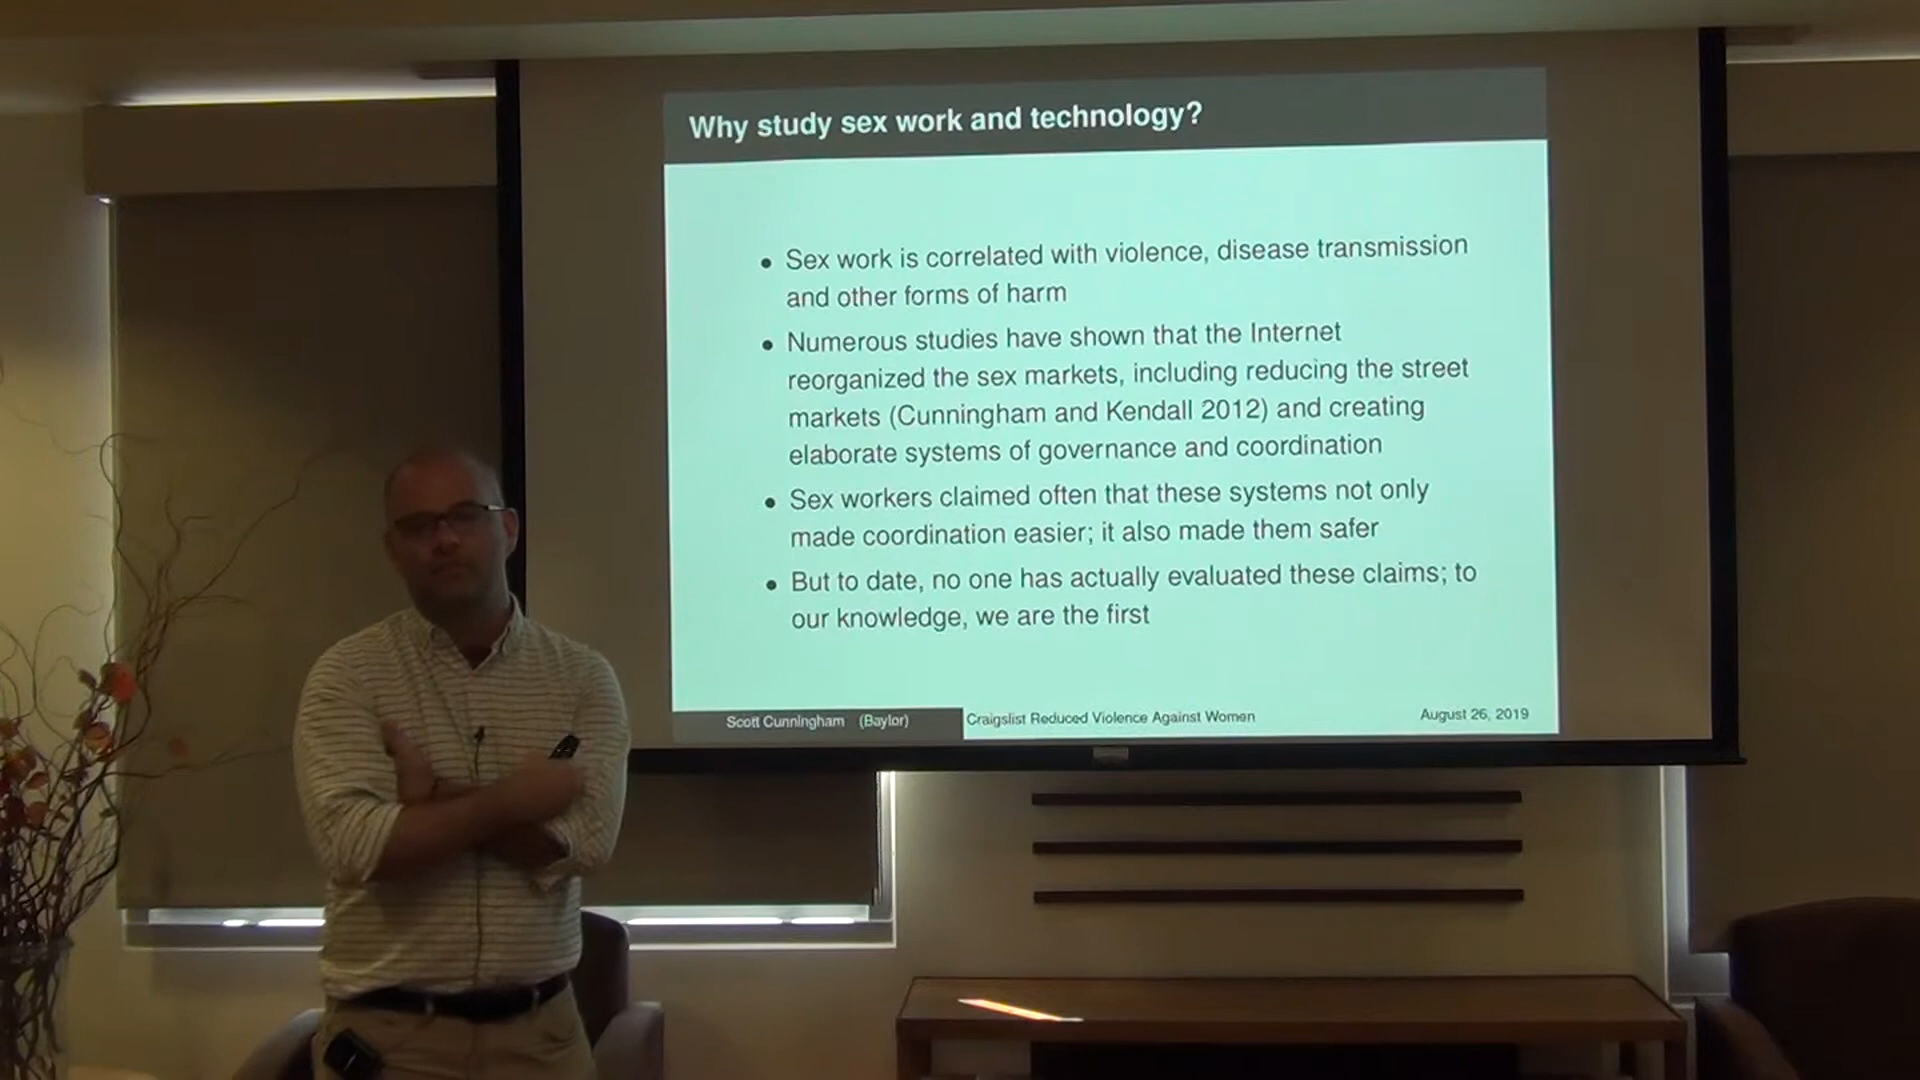 Why study sex work and technology?
• Sex work is correlated with violence, disease transmission
and other forms of harm
• Numerous studies have shown that the Internet
reorganized the sex markets, including reducing the street
markets (Cunningham and Kendall 2012) and creating
elaborate systems of governance and coordination
• Sex workers claimed often that these systems not only
made coordination easier; it also made them safer
• But to date, no one has actually evaluated these claims; to
our knowledge, we are the first
Scott Cunningham (Baylor) Craigslist Reduced Violence Against Women August 26, 2019